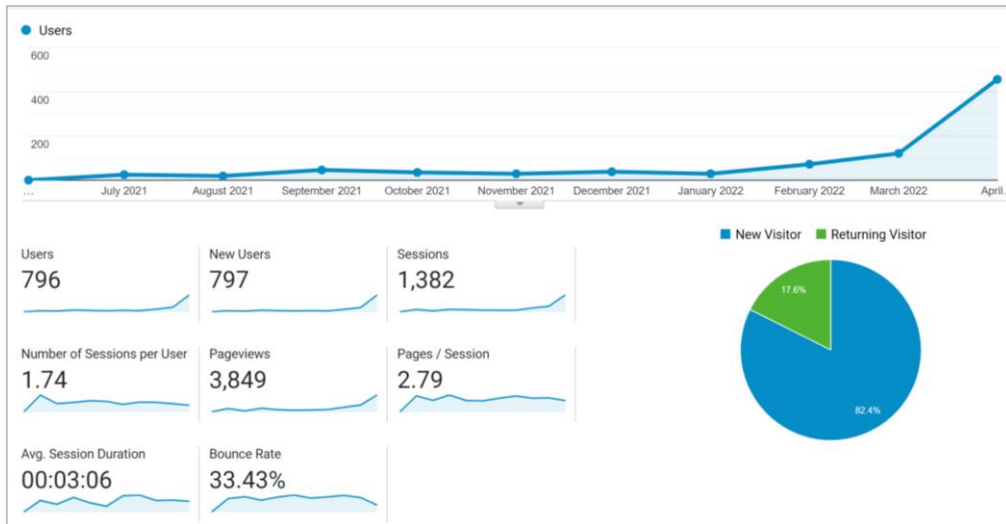 Users
600
400
200
...
July 2021
August 2021
September 2021
October 2021
November 2021
December 2021
January 2022
February 2022
March 2022
April...
New Visitor
Returning Visitor
Users
796
New Users
797
Sessions
1,382
17.6%
82.4%
Number of Sessions per User
1.74
Pageviews
3,849
Pages / Session
2.79
Avg. Session Duration
00:03:06
Bounce Rate
33.43%